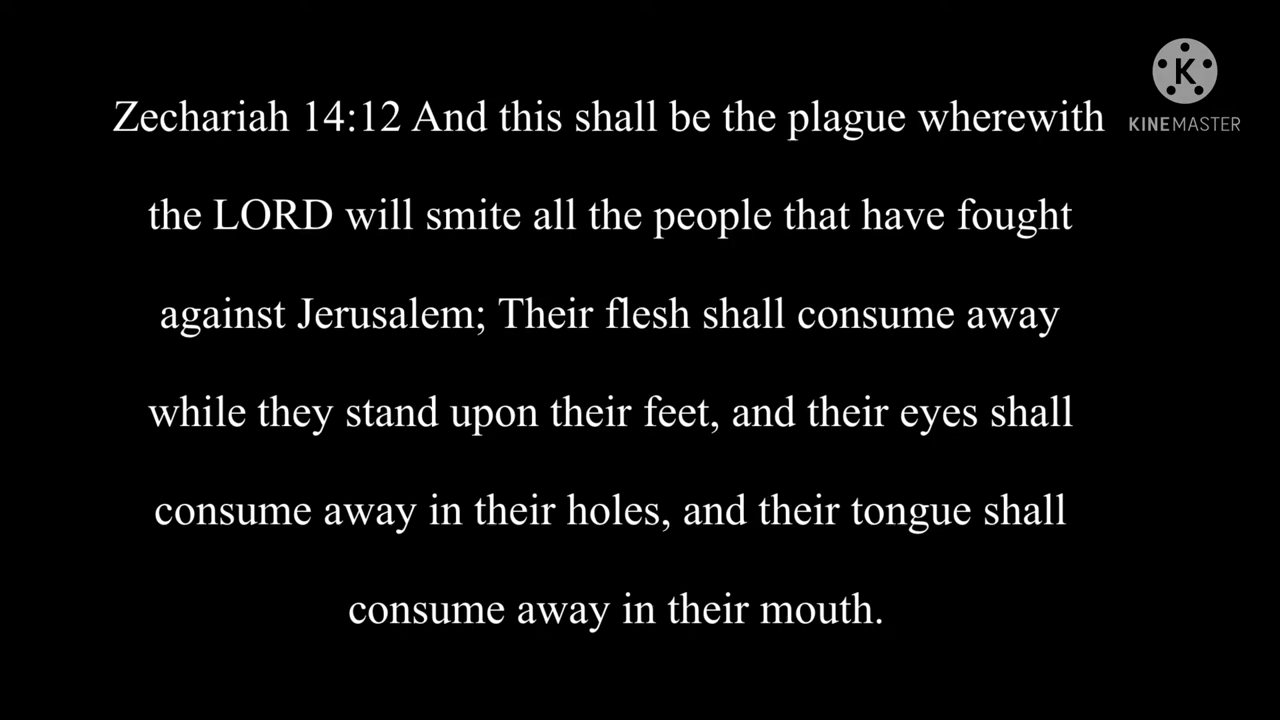 Zechariah 14:12 And this shall be the plague wherewith
the LORD will smite all the people that have fought
against Jerusalem; Their flesh shall consume away
while they stand upon their feet, and their eyes shall
consume away in their holes, and their tongue shall
consume away in their mouth.
K
KINEMASTER